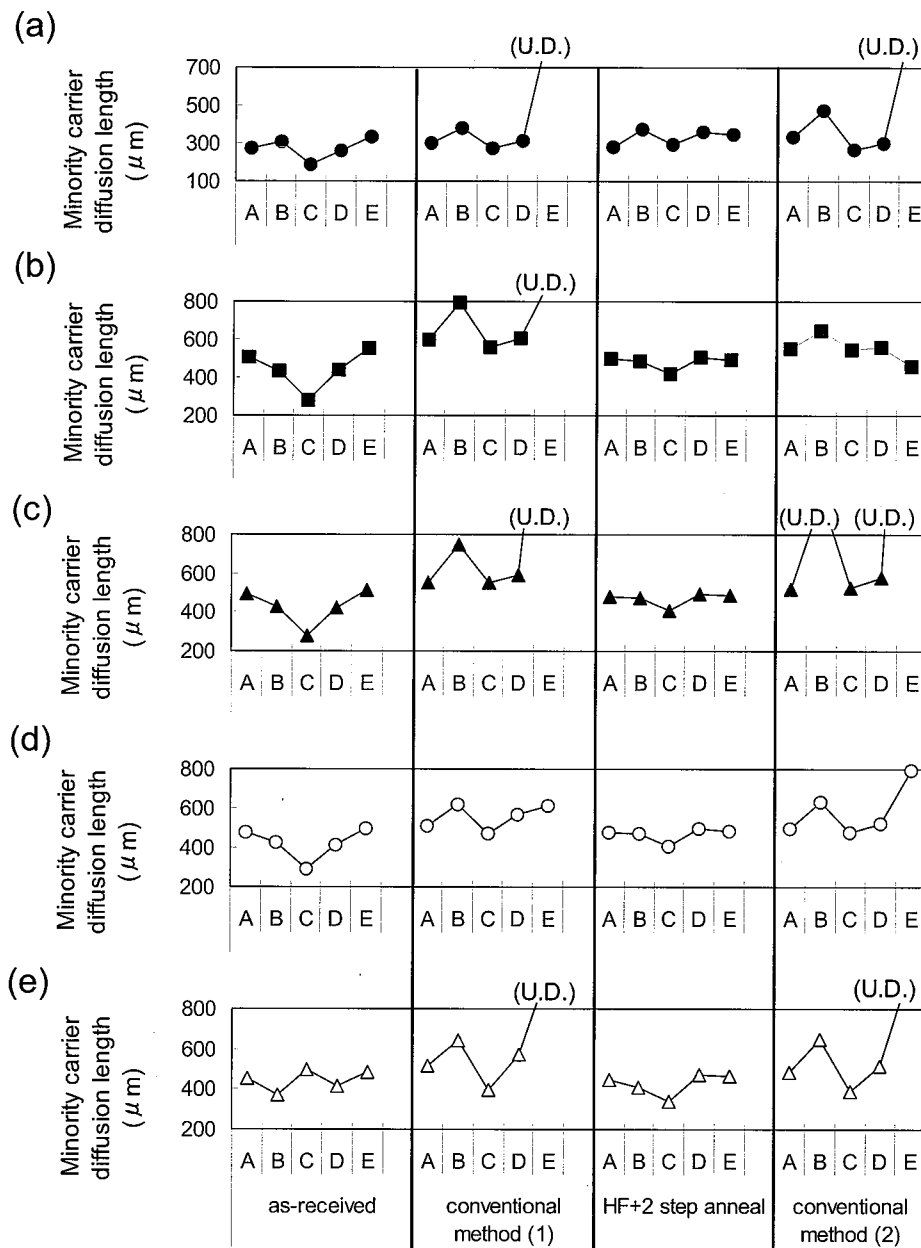 (a)
(U.D.)
(U.D.)
Minority carrier
diffusion length
(μm)
700
500
300
100
A B C D E
A B C D E
A B C D E
A B C D E
(b)
(U.D.)
Minority carrier
diffusion length
(μm)
800
600
400
200
A B C D E
A B C D E
A B C D E
A B C D E
(c)
(U.D.)
(U.D.)
(U.D.)
Minority carrier
diffusion length
(μm)
800
600
400
200
A B C D E
A B C D E
A B C D E
A B C D E
(d)
Minority carrier
diffusion length
(μm)
800
600
400
200
A B C D E
A B C D E
A B C D E
A B C D E
(e)
(U.D.)
(U.D.)
Minority carrier
diffusion length
(μm)
800
600
400
200
A B C D E
A B C D E
A B C D E
A B C D E
as-received
conventional
method (1)
HF+2 step anneal
conventional
method (2)